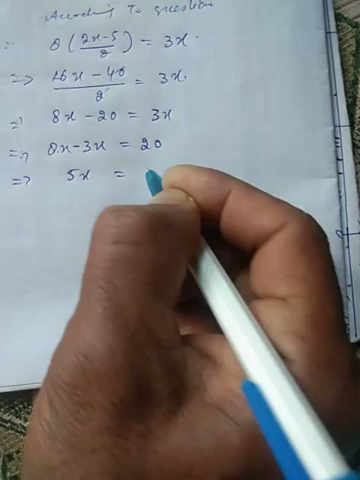 According To question
∴ 8(2x-5/2) = 3x.
=> 16x - 40/2 = 3x.
=> 8x - 20 = 3x
=> 8x - 3x = 20
=> 5x =